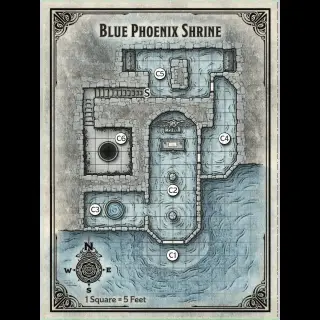 BLUE PHOENIX SHRINE
C5
S
C6
C4
C2
C3
C1
N
W E
S
1 Square = 5 Feet